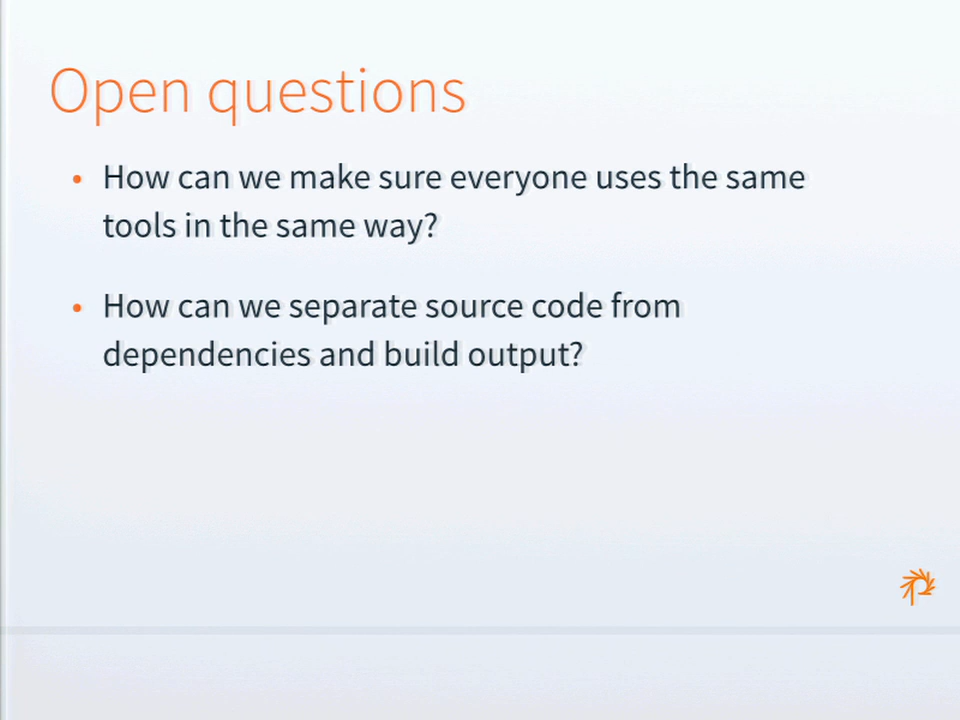 Open questions
• How can we make sure everyone uses the same
tools in the same way?
• How can we separate source code from
dependencies and build output?